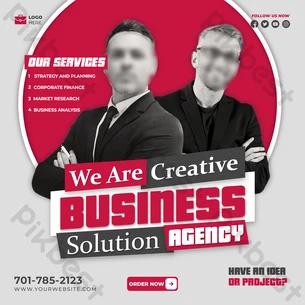 LOGO
HERE
FOLLOW US NOW
OUR SERVICES
1 STRATEGY AND PLANNING
2 CORPORATE FINANCE
3 MARKET RESEARCH
4 BUSINESS ANALYSIS
We Are Creative
BUSINESS
Solution AGENCY
701-785-2123
WWW.YOURWEBSITE.COM
ORDER NOW
HAVE AN IDEA
OR PROJECT?
Pikbest